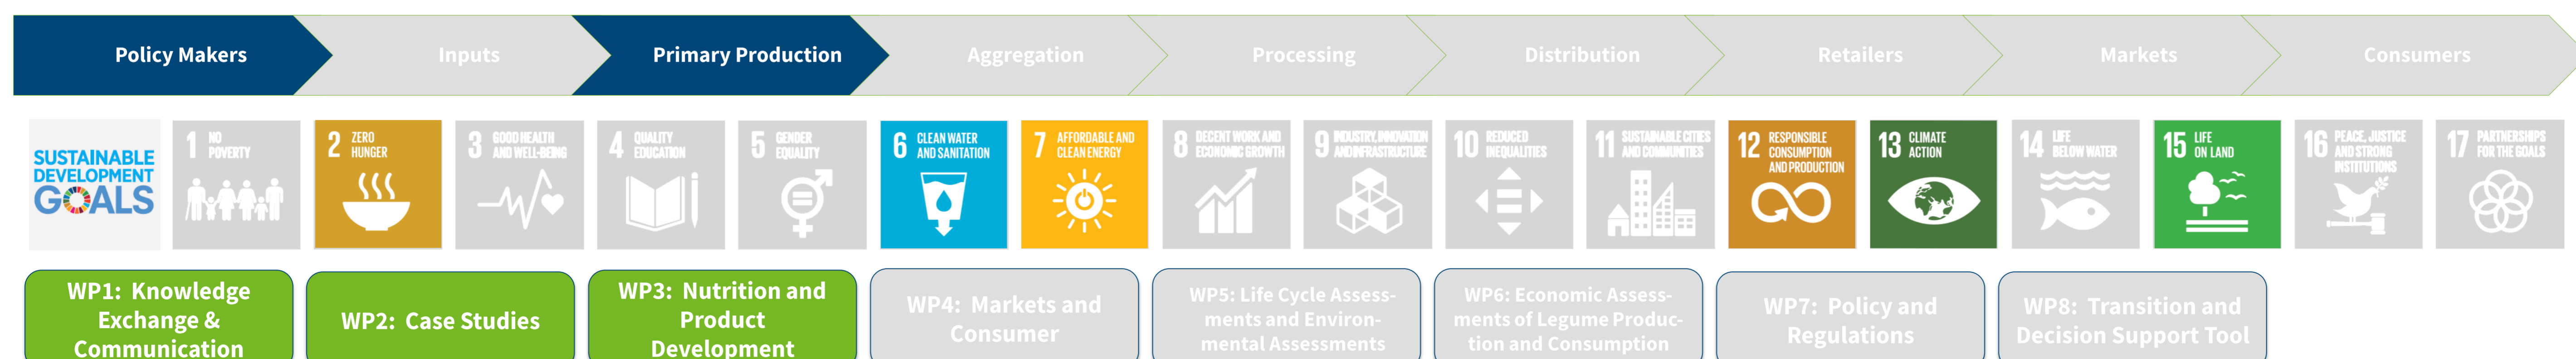 Policy Makers
Inputs
Primary Production
Aggregation
Processing
Distribution
Retailers
Markets
Consumers
SUSTAINABLE
DEVELOPMENT
GOALS
1 NO
POVERTY
2 ZERO
HUNGER
3 GOOD HEALTH
AND WELL-BEING
4 QUALITY
EDUCATION
5 GENDER
EQUALITY
6 CLEAN WATER
AND SANITATION
7 AFFORDABLE AND
CLEAN ENERGY
8 DECENT WORK AND
ECONOMIC GROWTH
9 INDUSTRY, INNOVATION
AND INFRASTRUCTURE
10 REDUCED
INEQUALITIES
11 SUSTAINABLE CITIES
AND COMMUNITIES
12 RESPONSIBLE
CONSUMPTION
AND PRODUCTION
13 CLIMATE
ACTION
14 LIFE
BELOW WATER
15 LIFE
ON LAND
16 PEACE, JUSTICE
AND STRONG
INSTITUTIONS
17 PARTNERSHIPS
FOR THE GOALS
WP1: Knowledge
Exchange &
Communication
WP2: Case Studies
WP3: Nutrition and
Product
Development
WP4: Markets and
Consumer
WP5: Life Cycle Assess-
ments and Environ-
mental Assessments
WP6: Economic Assess-
ments of Legume Produc-
tion and Consumption
WP7: Policy and
Regulations
WP8: Transition and
Decision Support Tool